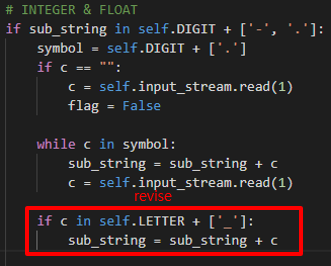 # INTEGER & FLOAT
if sub_string in self.DIGIT + ['-', '.']:
symbol = self.DIGIT + ['.']
if c == "":
c = self.input_stream.read(1)
flag = False
while c in symbol:
sub_string = sub_string + c
c = self.input_stream.read(1)
revise
if c in self.LETTER + ['_']:
sub_string = sub_string + c